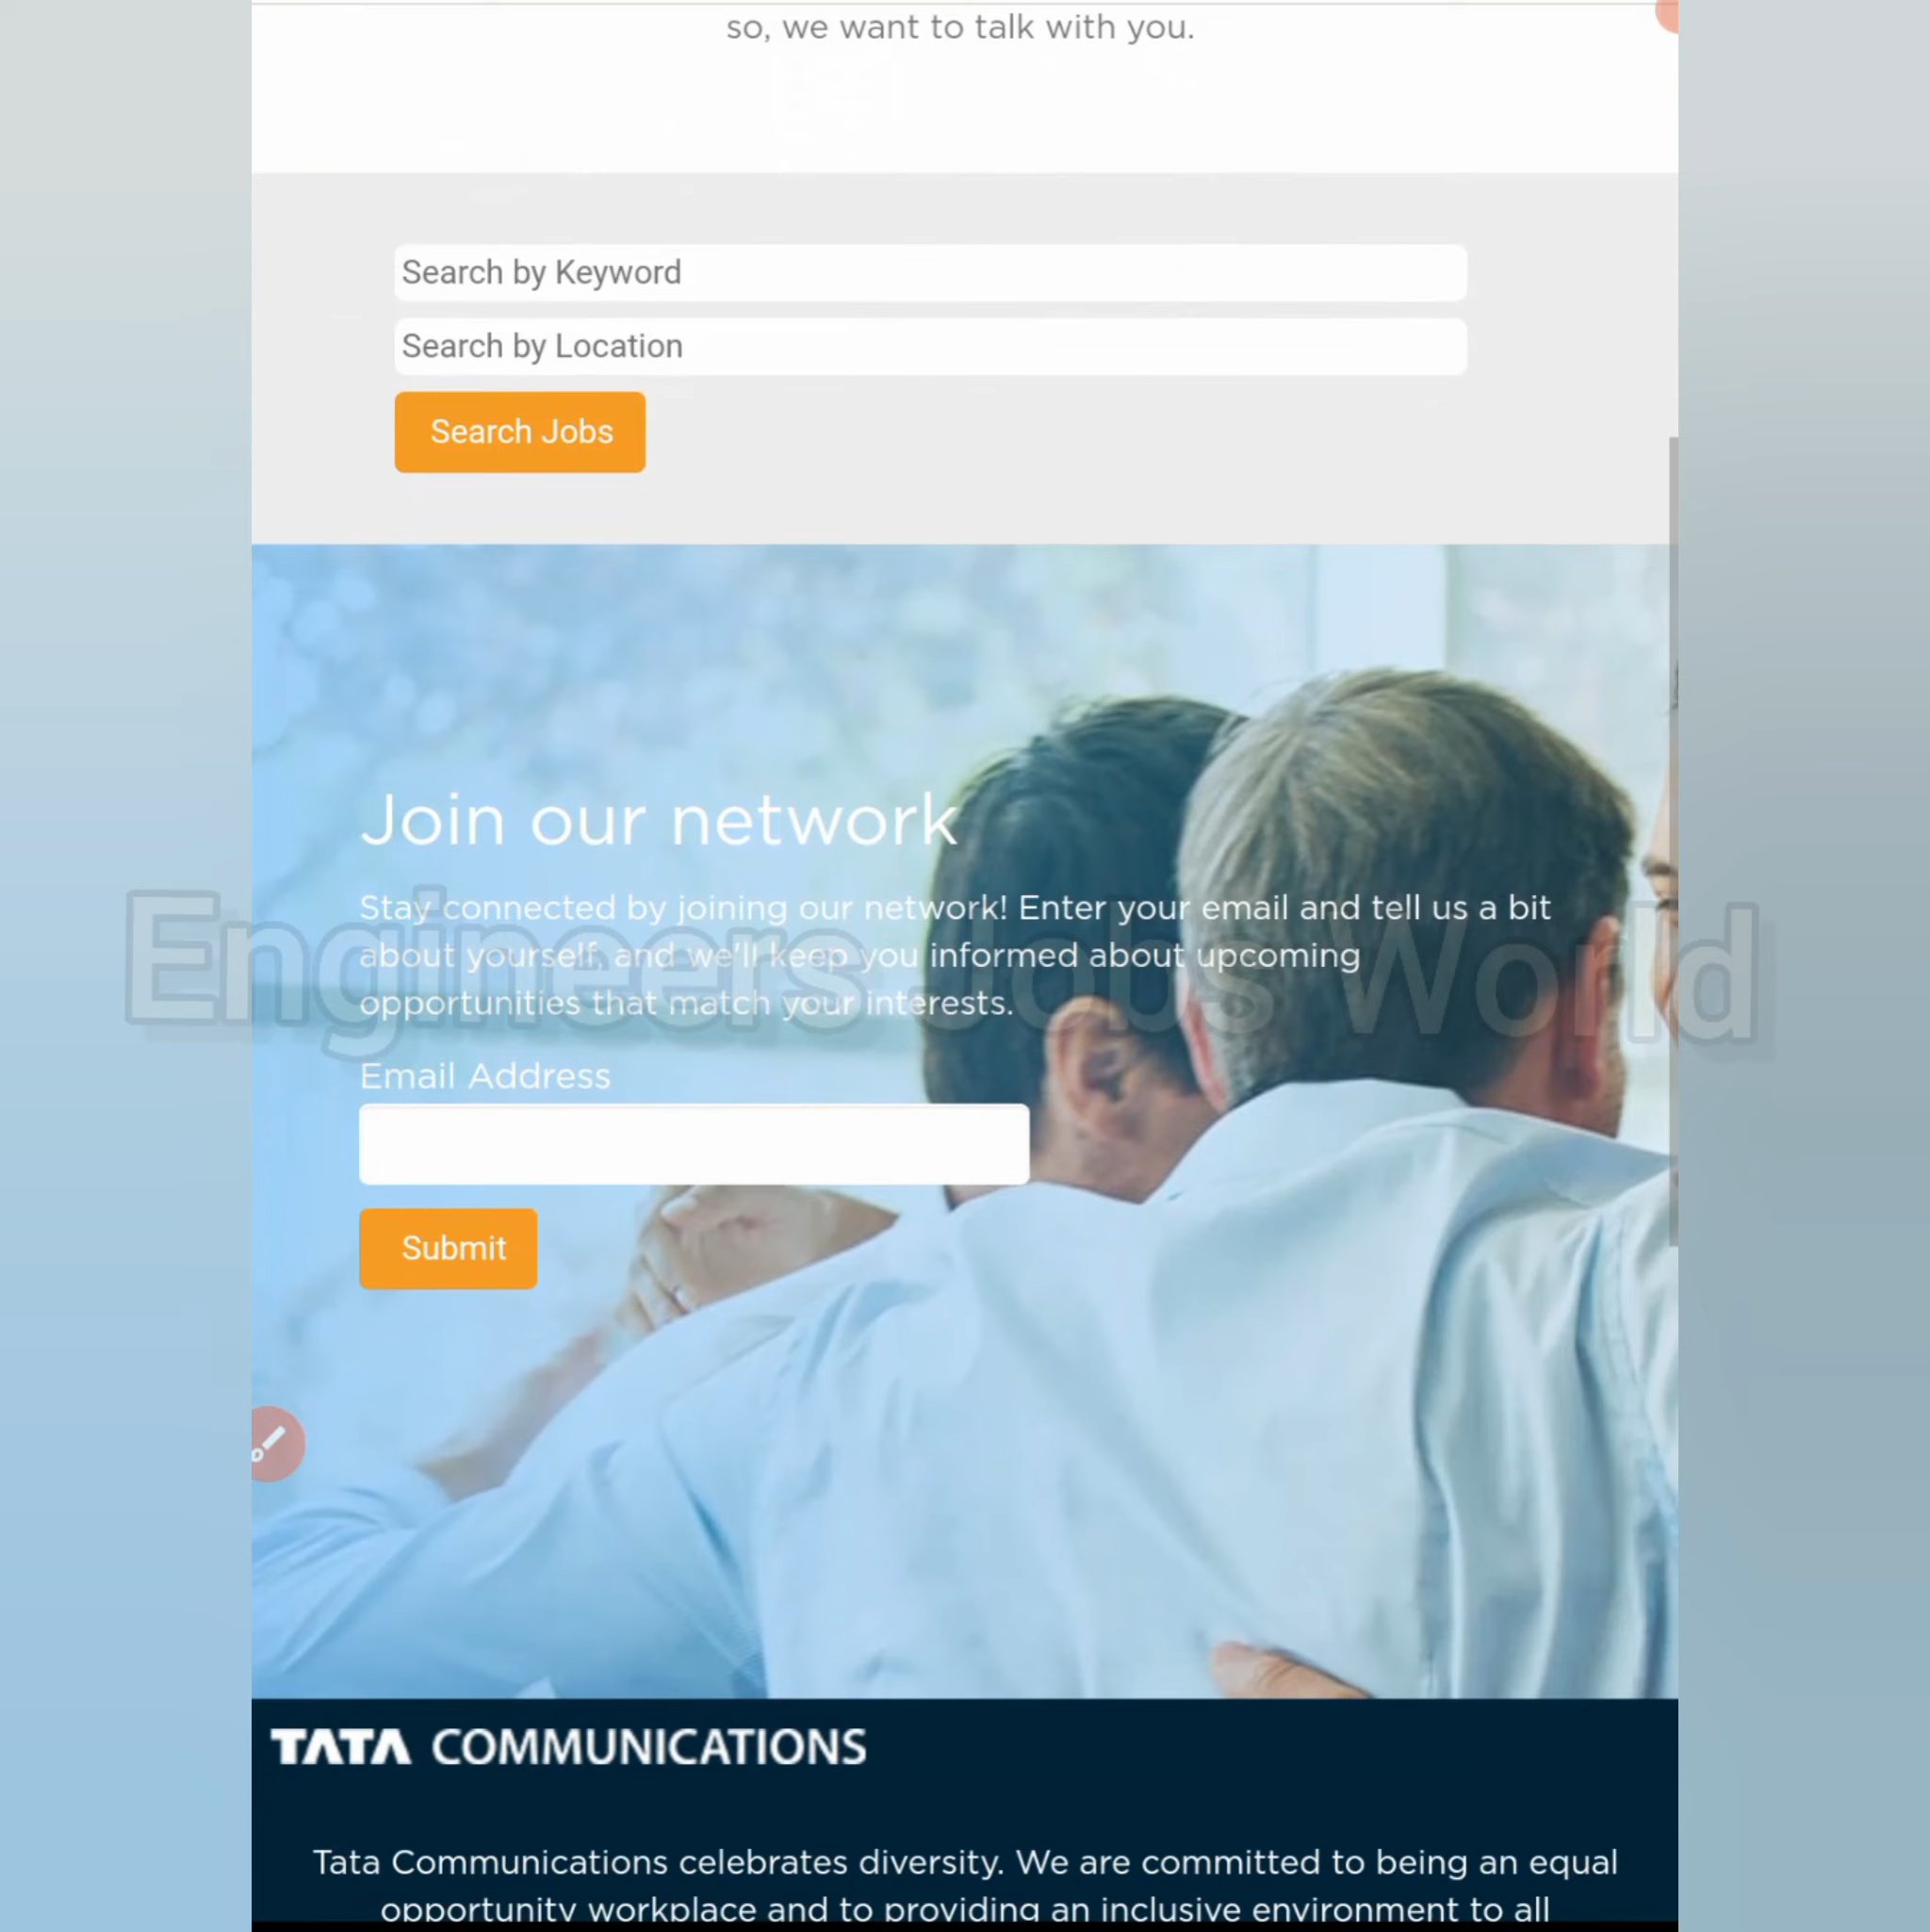 so, we want to talk with you.
Search by Keyword
Search by Location
Search Jobs
Join our network
Stay connected by joining our network! Enter your email and tell us a bit
about yourself, and we'll keep you informed about upcoming
opportunities that match your interests.
Engineers Jobs World
Email Address
Submit
TATA COMMUNICATIONS
Tata Communications celebrates diversity. We are committed to being an equal
opportunity workplace and to providing an inclusive environment to all